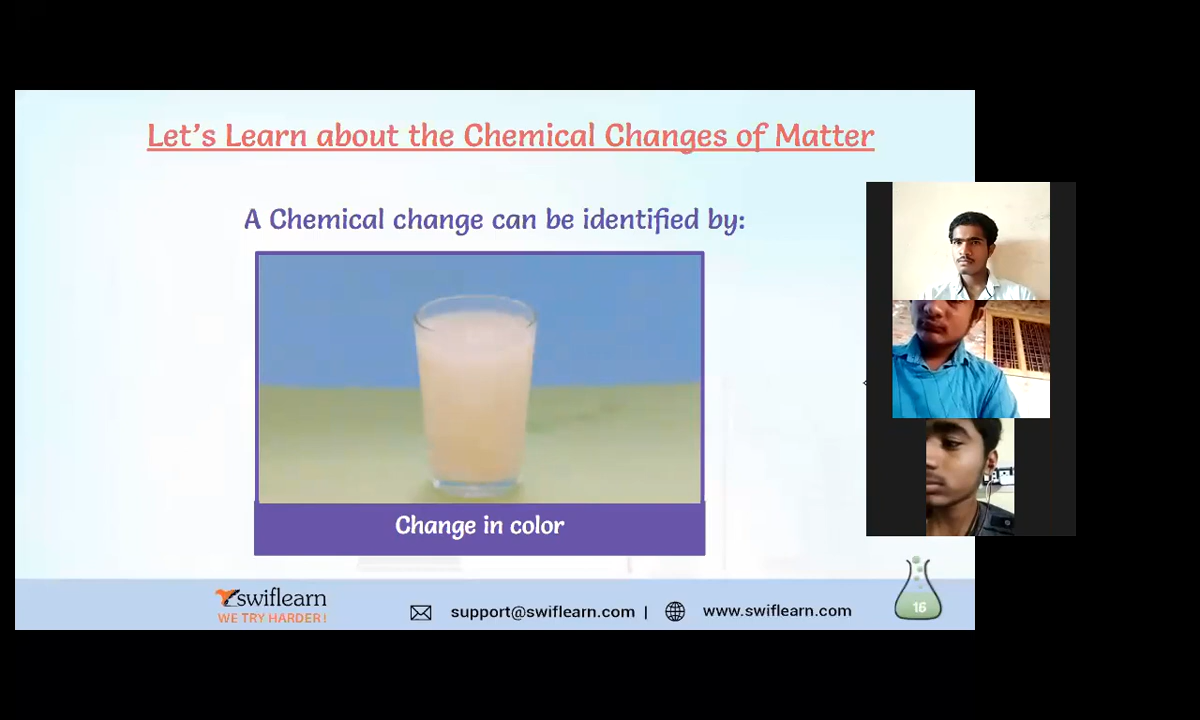 Let's Learn about the Chemical Changes of Matter
A Chemical change can be identified by:
Change in color
swiflearn
WE TRY HARDER!
support@swiflearn.com |
www.swiflearn.com
16